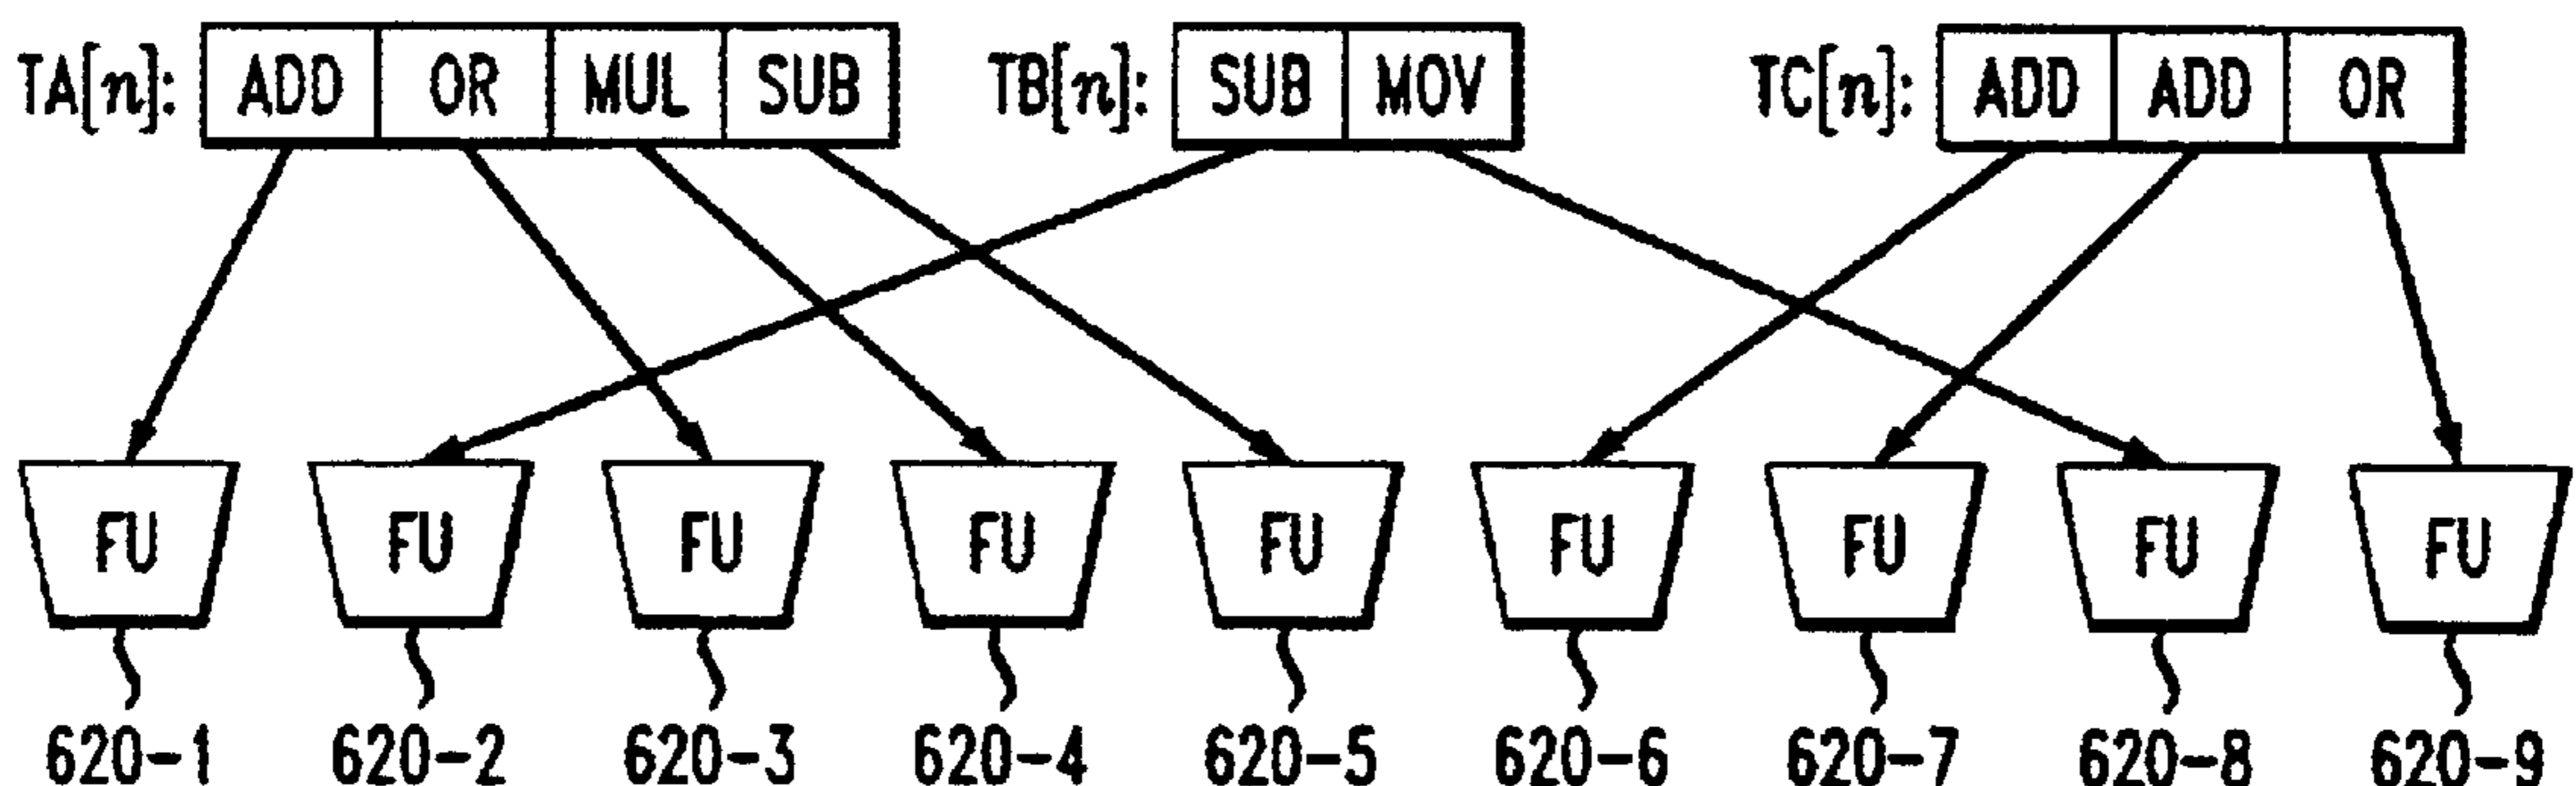 TA[n]: ADD OR MUL SUB TB[n]: SUB MOV TC[n]: ADD ADD OR
FU FU FU FU FU FU FU FU FU
620-1 620-2 620-3 620-4 620-5 620-6 620-7 620-8 620-9